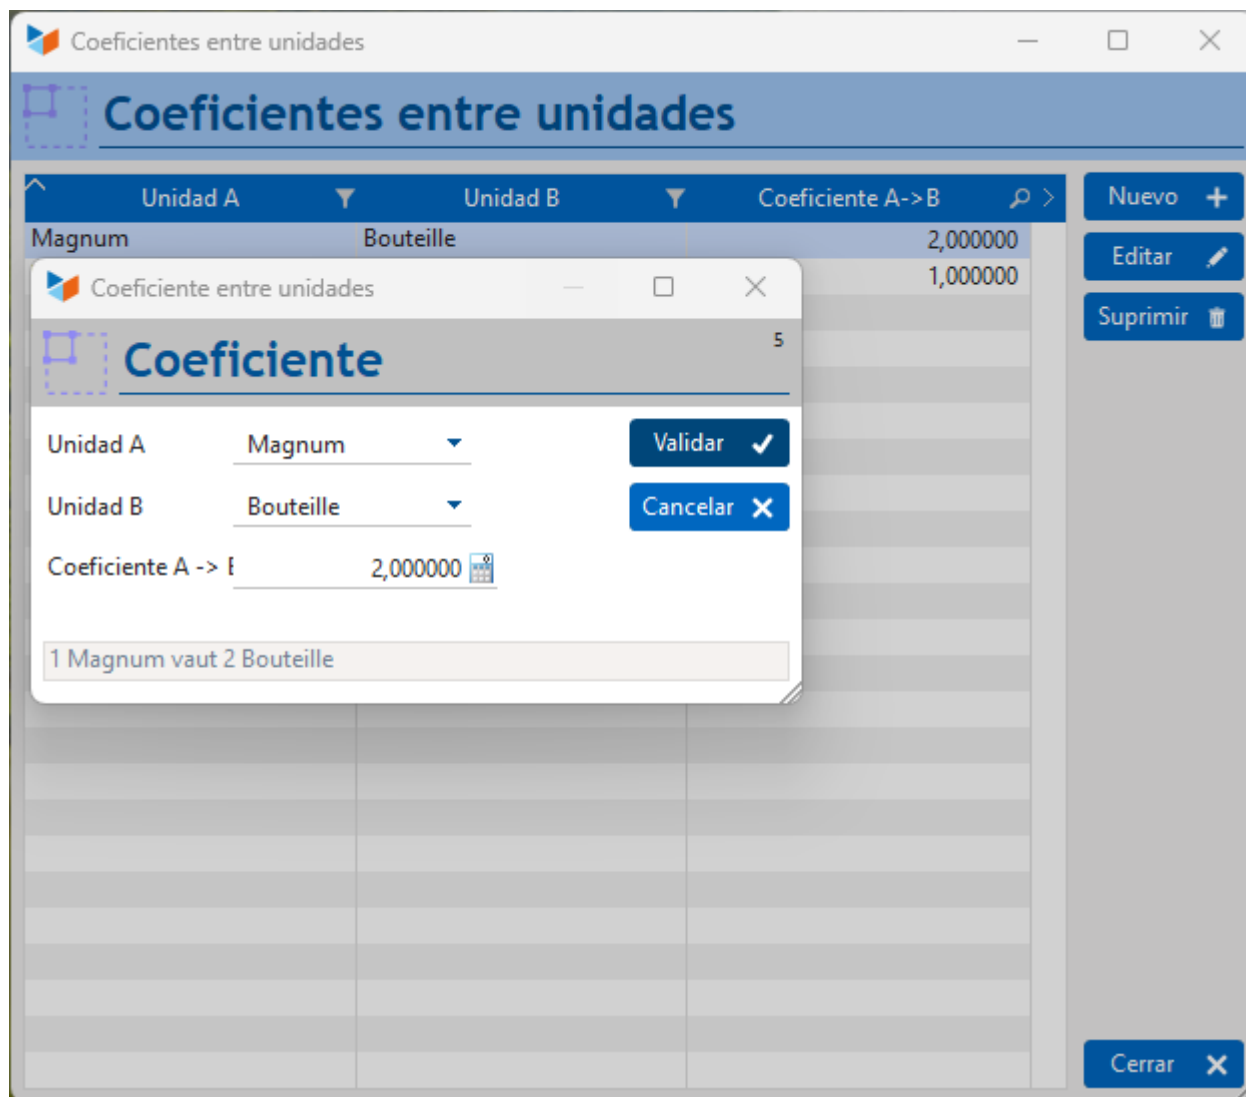 Coeficientes entre unidades
Coeficientes entre unidades
Unidad A Unidad B Coeficiente A->B
Nuevo
Magnum Bouteille 2,000000
Editar
1,000000
Suprimir
Coeficiente entre unidades
5
Coeficiente
Unidad A Magnum
Validar
Unidad B Bouteille
Cancelar
Coeficiente A -> 2,000000
1 Magnum vaut 2 Bouteille
Cerrar